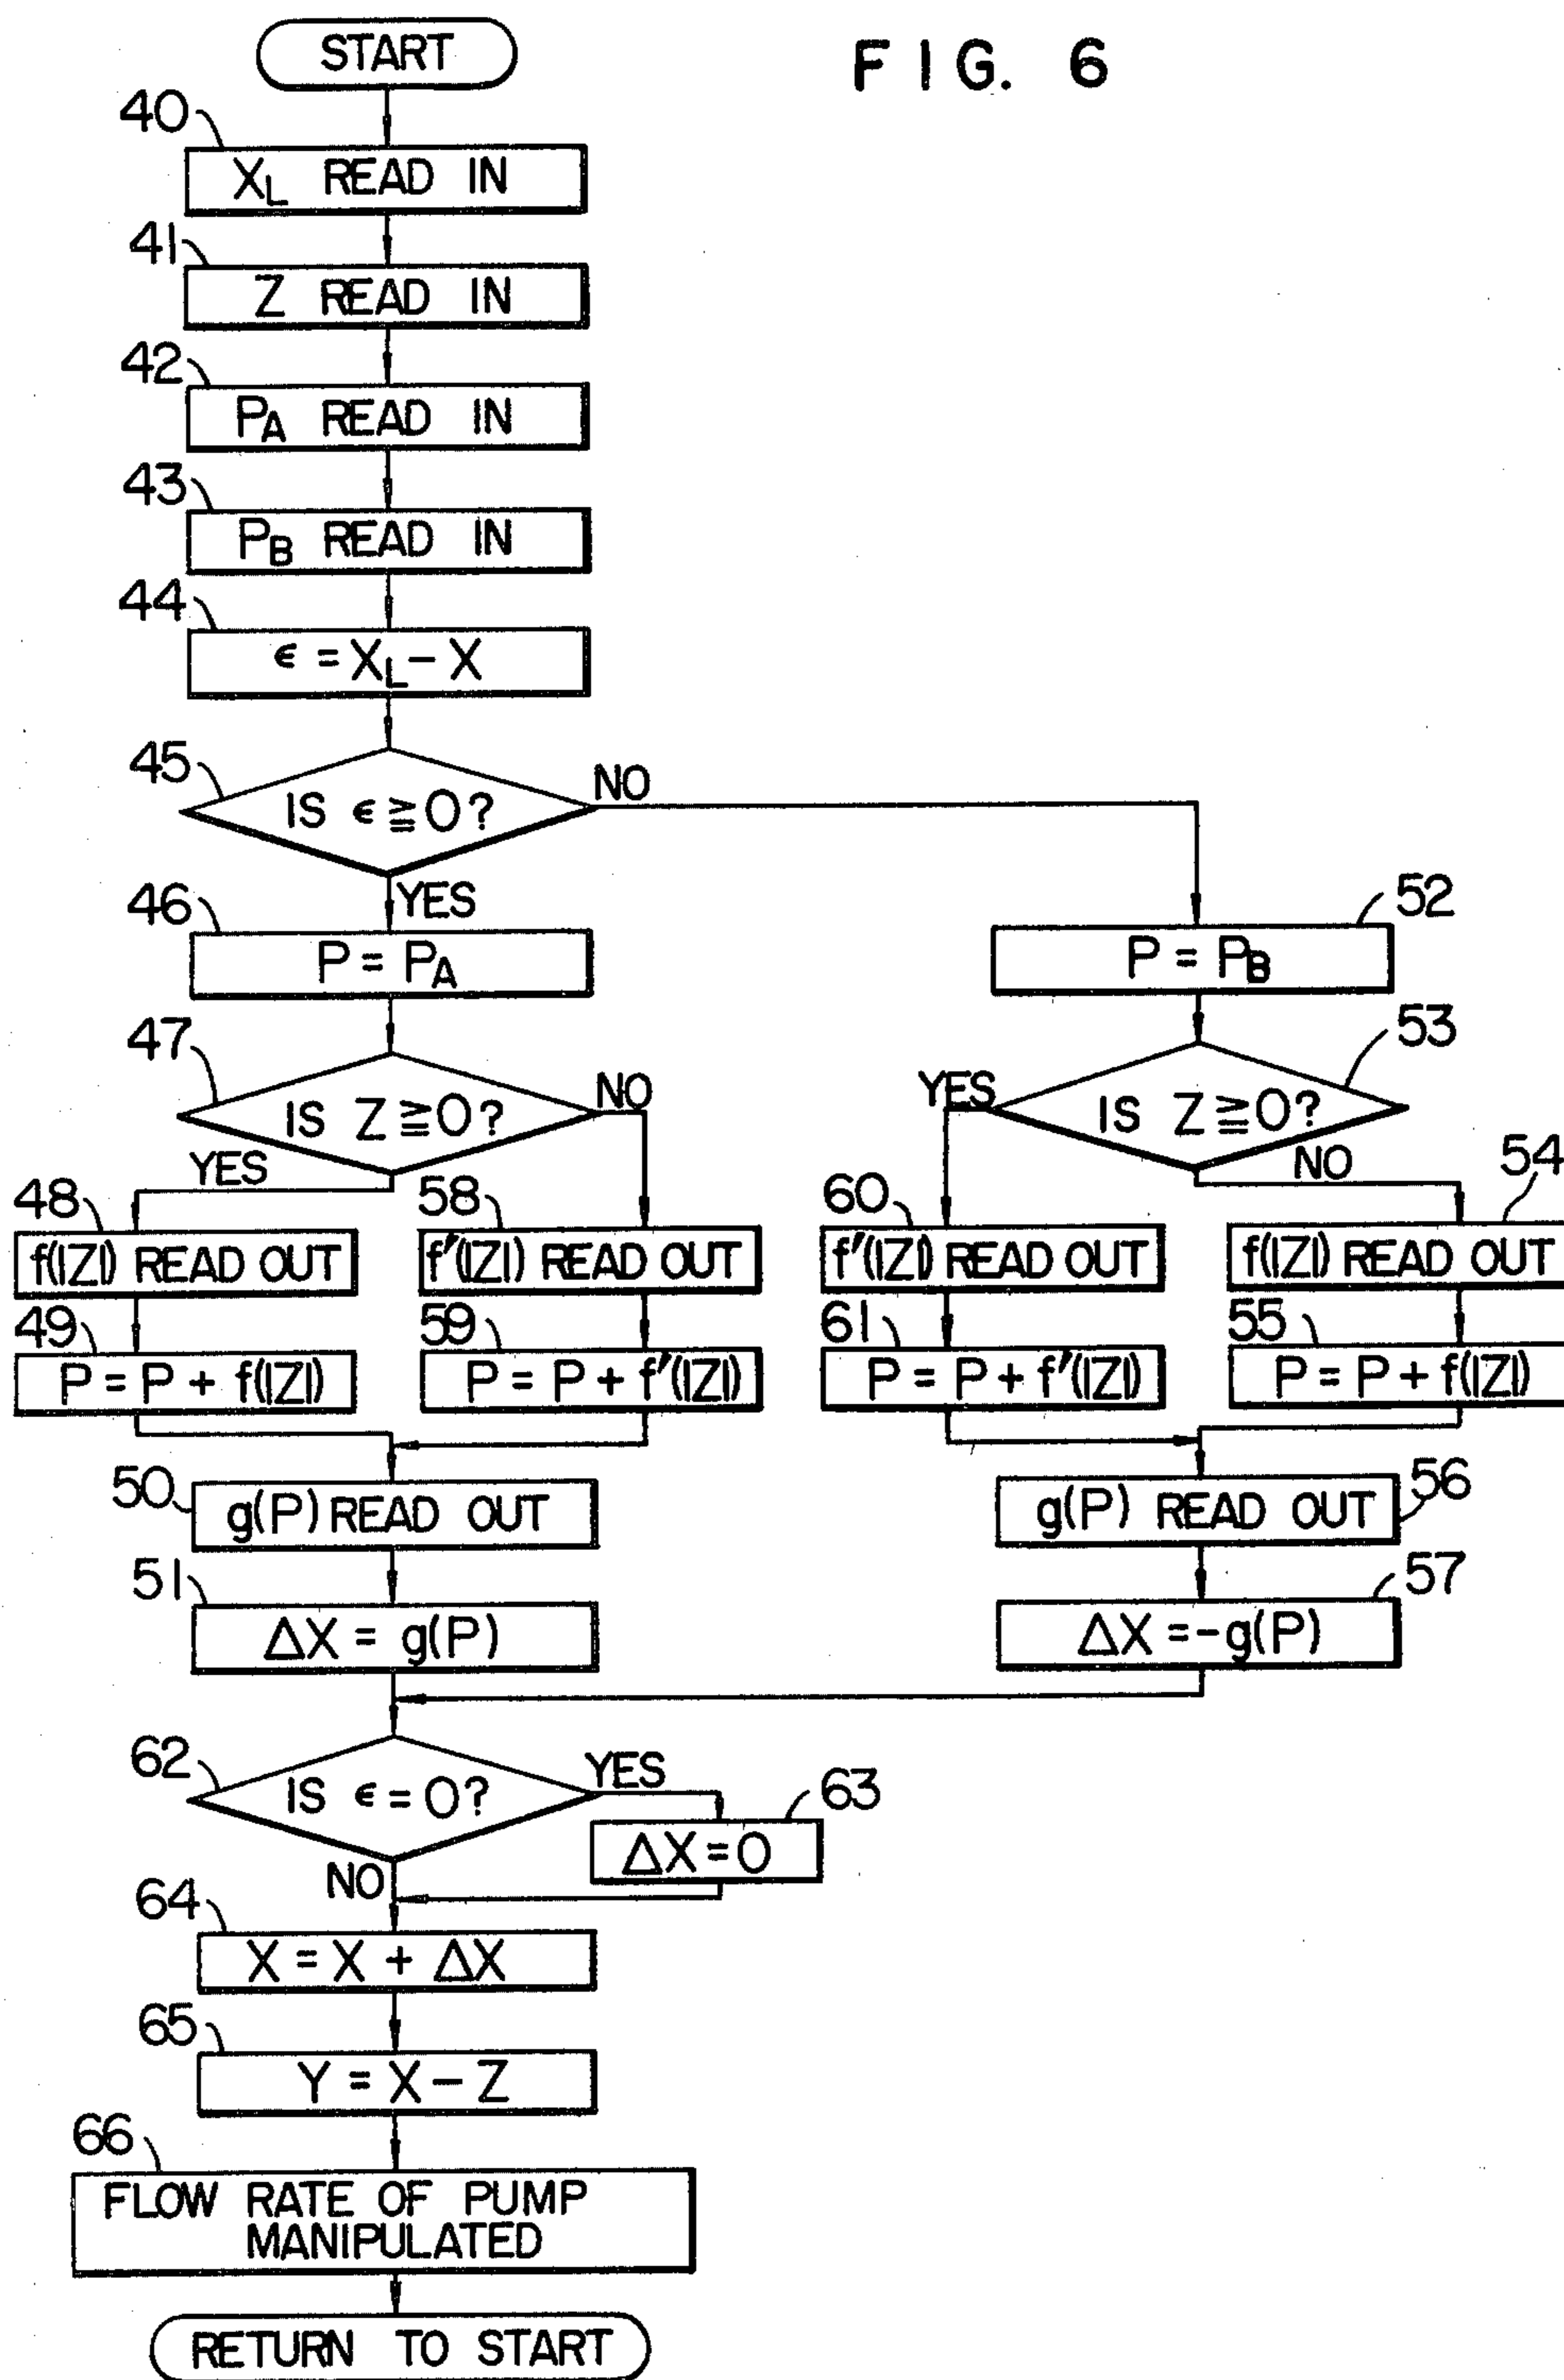 FIG. 6
START
40
X_L READ IN
41
Z READ IN
42
P_A READ IN
43
P_B READ IN
44
ϵ = X_L − X
45
IS ϵ ≧ 0?
NO
YES
46
P = P_A
52
P = P_B
47
IS Z ≧ 0?
NO
YES
53
YES
IS Z ≧ 0?
NO
48
f(|Z|) READ OUT
58
f'(|Z|) READ OUT
60
f'(|Z|) READ OUT
54
f(|Z|) READ OUT
49
P = P + f(|Z|)
59
P = P + f'(|Z|)
61
P = P + f'(|Z|)
55
P = P + f(|Z|)
50
g(P) READ OUT
56
g(P) READ OUT
51
ΔX = g(P)
57
ΔX = -g(P)
62
IS ϵ = 0?
YES
NO
63
ΔX = 0
64
X = X + ΔX
65
Y = X − Z
66
FLOW RATE OF PUMP
MANIPULATED
RETURN TO START